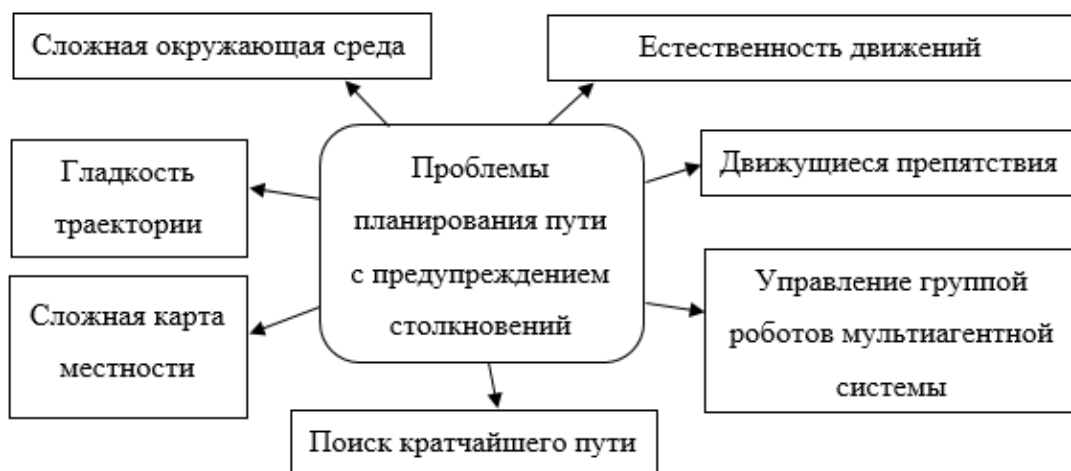 Сложная окружающая среда
Естественность движений
Гладкость
траектории
Проблемы
планирования пути
с предупреждением
столкновений
Движущиеся препятствия
Сложная карта
местности
Управление группой
роботов мультиагентной
системы
Поиск кратчайшего пути